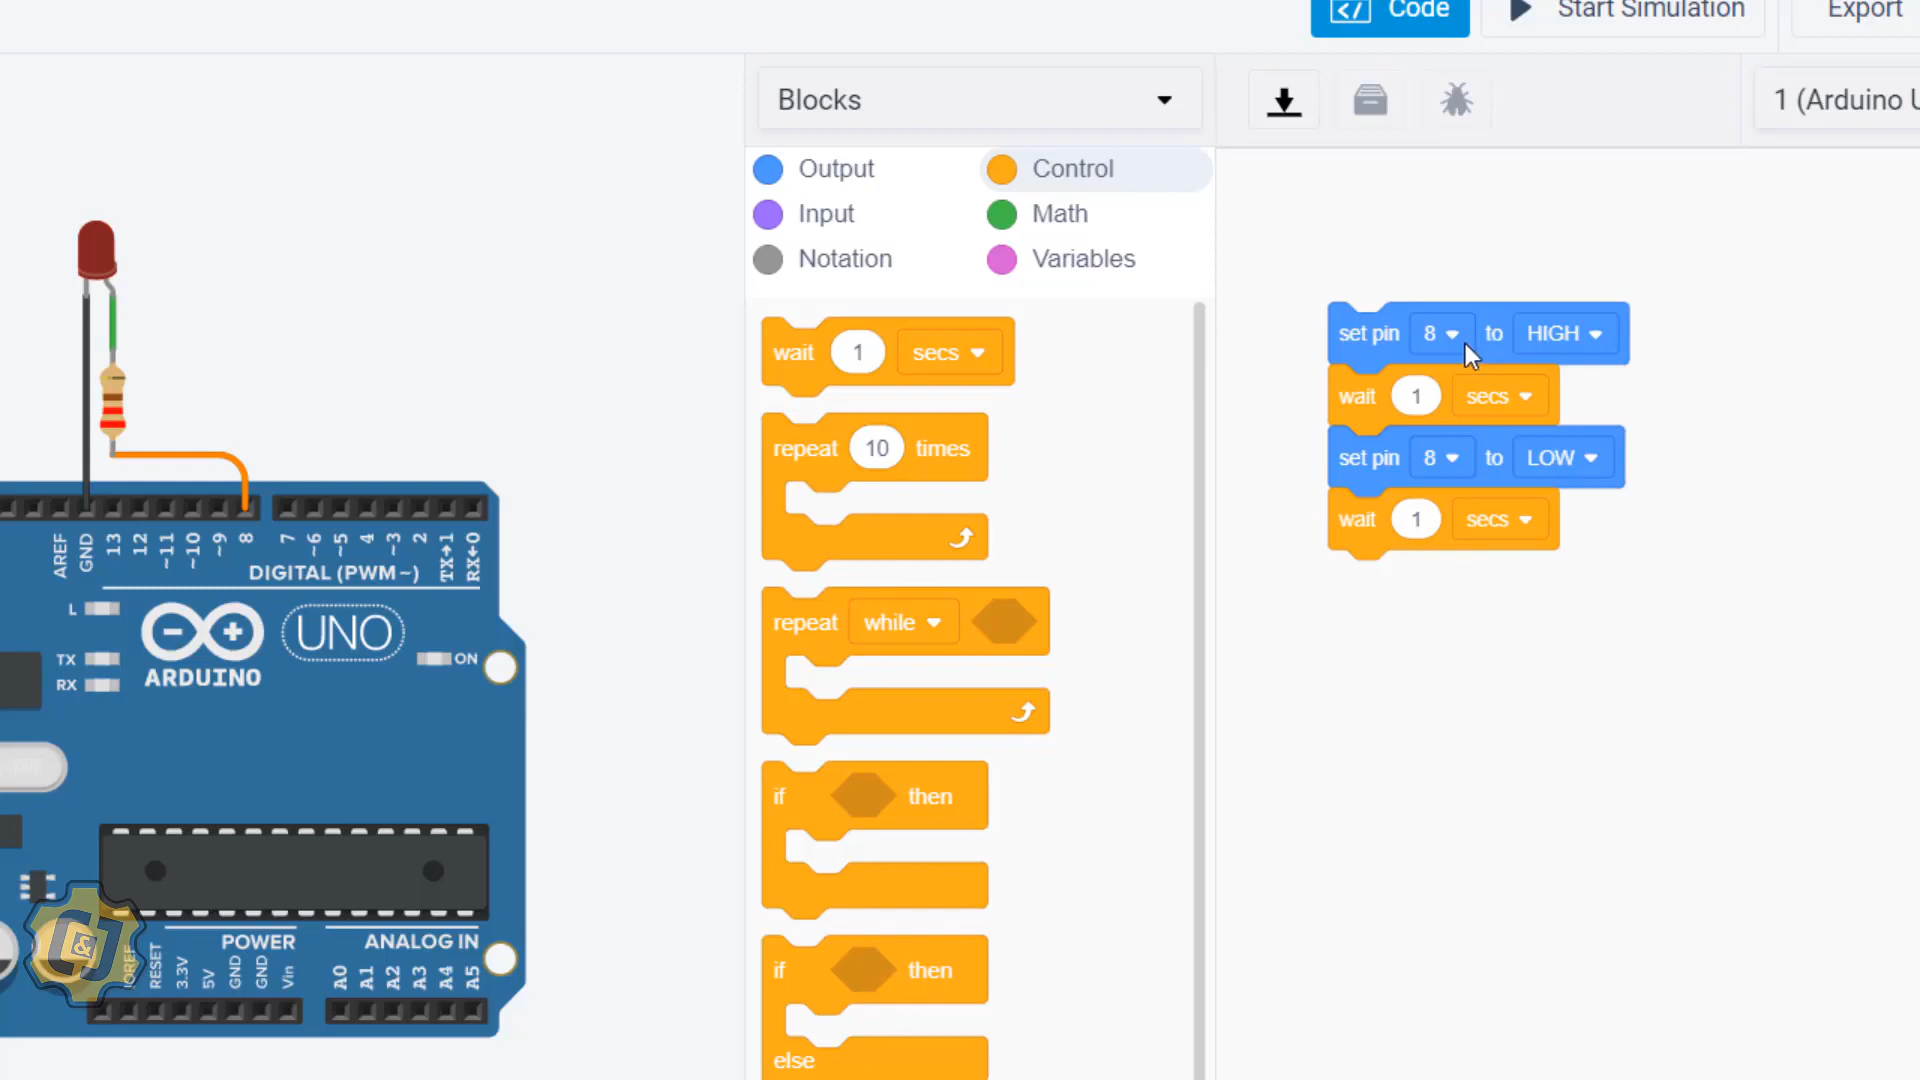 Code
Start Simulation
Export
Blocks
1 (Arduino U
Output
Control
Input
Math
Notation
Variables
wait 1 secs
repeat 10 times
repeat while
if then
if then
else
set pin 8 to HIGH
wait 1 secs
set pin 8 to LOW
wait 1 secs
AREF
GND
13
12
~11
~10
~9
8
7
~6
~5
4
~3
2
TX→1
RX←0
DIGITAL (PWM~)
L
TX
RX
ARDUINO
UNO
ON
POWER
ANALOG IN
IOREF
RESET
3.3V
5V
GND
GND
Vin
A0
A1
A2
A3
A4
A5